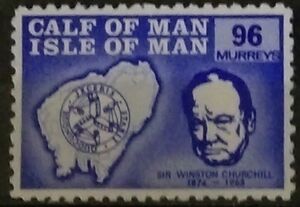 CALF OF MAN
ISLE OF MAN
96
MURREYS
SIR WINSTON CHURCHILL
1874 - 1965